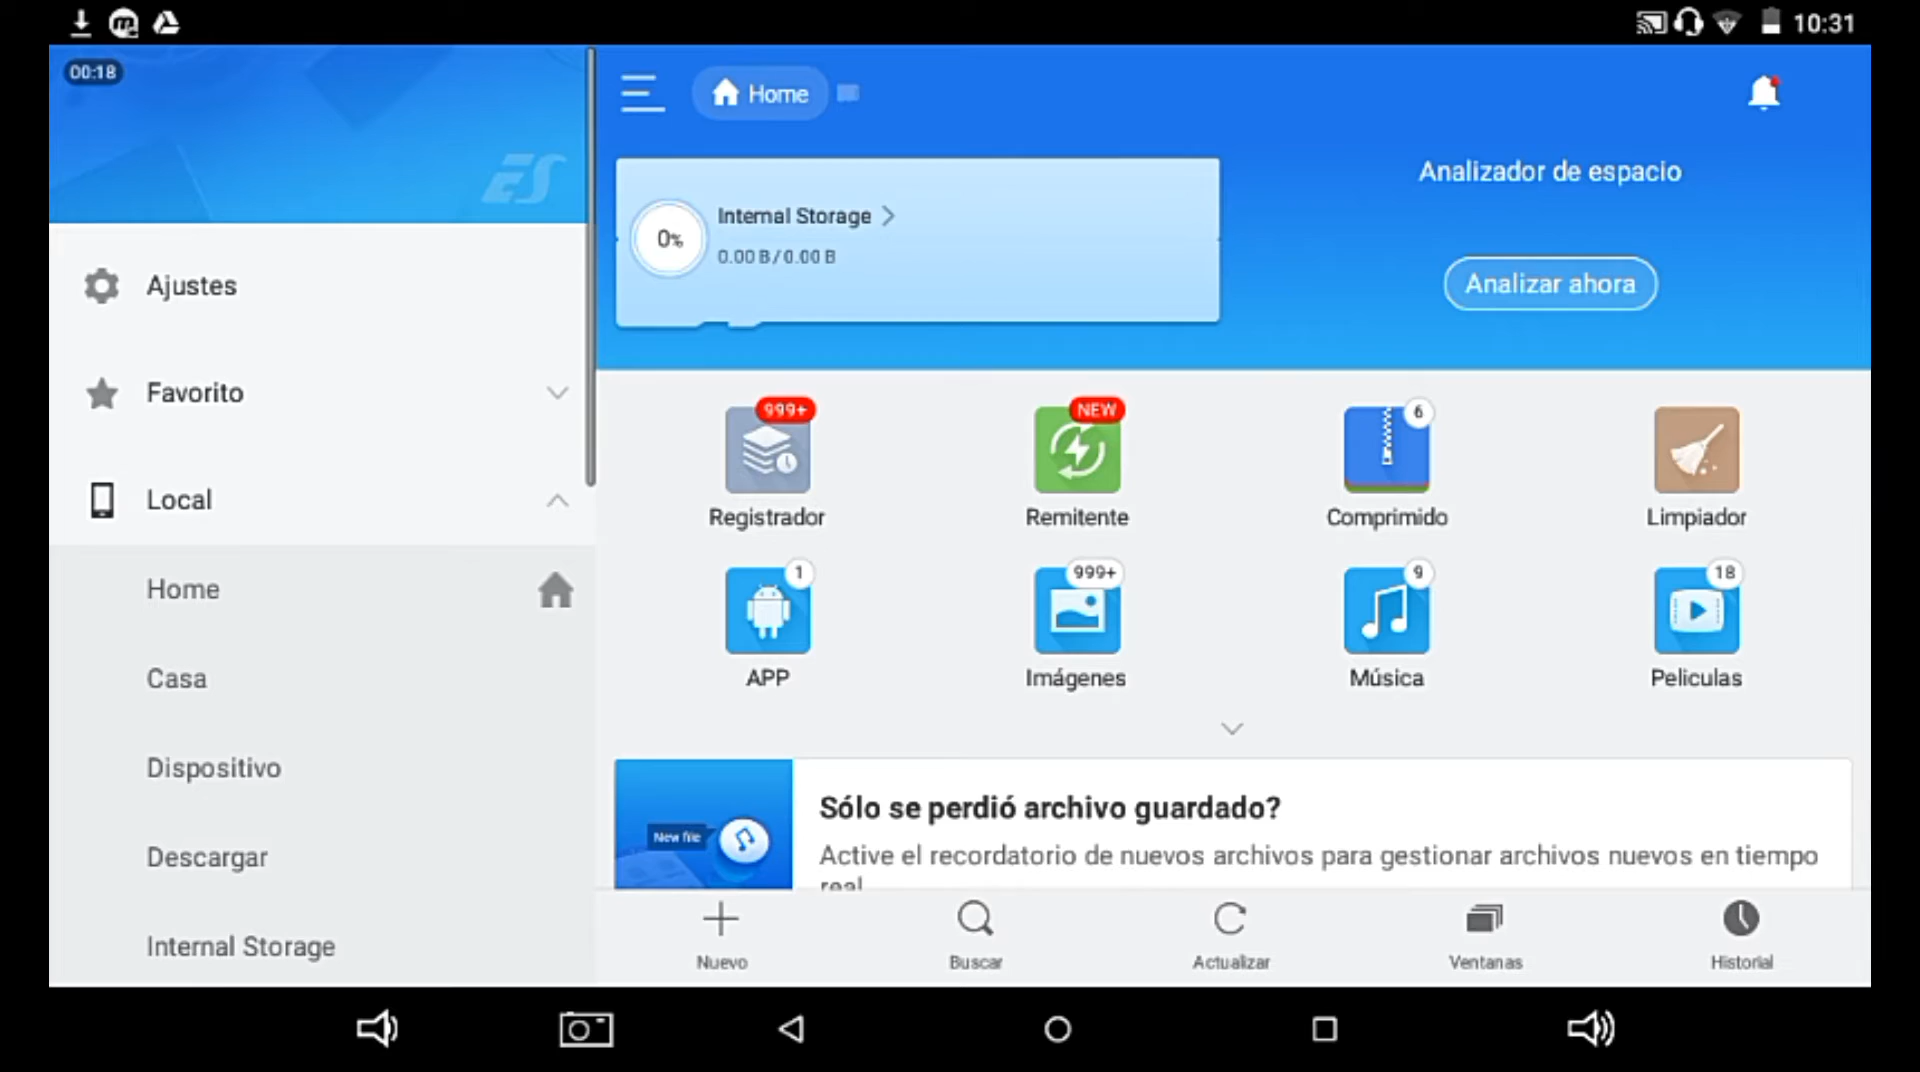 10:31
00:18
ES
Ajustes
Favorito
Local
Home
Casa
Dispositivo
Descargar
Internal Storage
Home
Internal Storage
0%
0.00 B / 0.00 B
Analizador de espacio
Analizar ahora
999+
NEW
6
Registrador
Remitente
Comprimido
Limpiador
1
999+
9
18
APP
Imágenes
Música
Peliculas
New file
Sólo se perdió archivo guardado?
Active el recordatorio de nuevos archivos para gestionar archivos nuevos en tiempo
real
Nuevo
Buscar
Actualizar
Ventanas
Historial